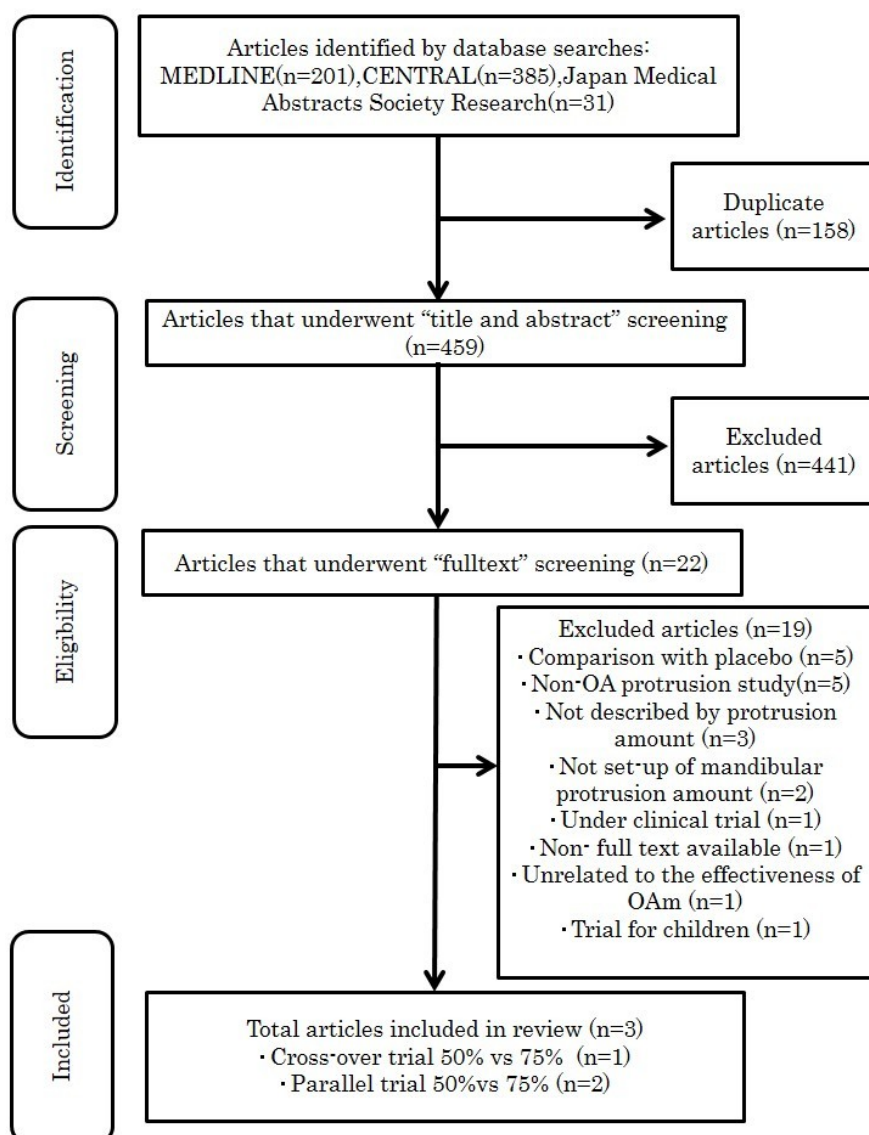 Identification
Articles identified by database searches:
MEDLINE(n=201),CENTRAL(n=385),Japan Medical
Abstracts Society Research(n=31)
Duplicate
articles (n=158)
Screening
Articles that underwent “title and abstract” screening
(n=459)
Excluded
articles (n=441)
Eligibility
Articles that underwent “fulltext” screening (n=22)
Excluded articles (n=19)
・Comparison with placebo (n=5)
・Non-OA protrusion study(n=5)
・Not described by protrusion
amount (n=3)
・Not set-up of mandibular
protrusion amount (n=2)
・Under clinical trial (n=1)
・Non- full text available (n=1)
・Unrelated to the effectiveness of
OAm (n=1)
・Trial for children (n=1)
Included
Total articles included in review (n=3)
・Cross-over trial 50% vs 75% (n=1)
・Parallel trial 50%vs 75% (n=2)